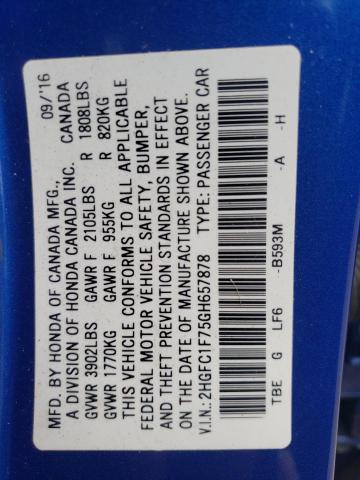 MFD. BY HONDA OF CANADA MFG., 09/'16
A DIVISION OF HONDA CANADA INC. CANADA
GVWR 3902LBS GAWR F 2105LBS R 1808LBS
GVWR 1770KG GAWR F 955KG R 820KG
THIS VEHICLE CONFORMS TO ALL APPLICABLE
FEDERAL MOTOR VEHICLE SAFETY, BUMPER,
AND THEFT PREVENTION STANDARDS IN EFFECT
ON THE DATE OF MANUFACTURE SHOWN ABOVE.
V.I.N.: 2HGFC1F75GH657878 TYPE: PASSENGER CAR
TBE G LF6 -B593M -A -H